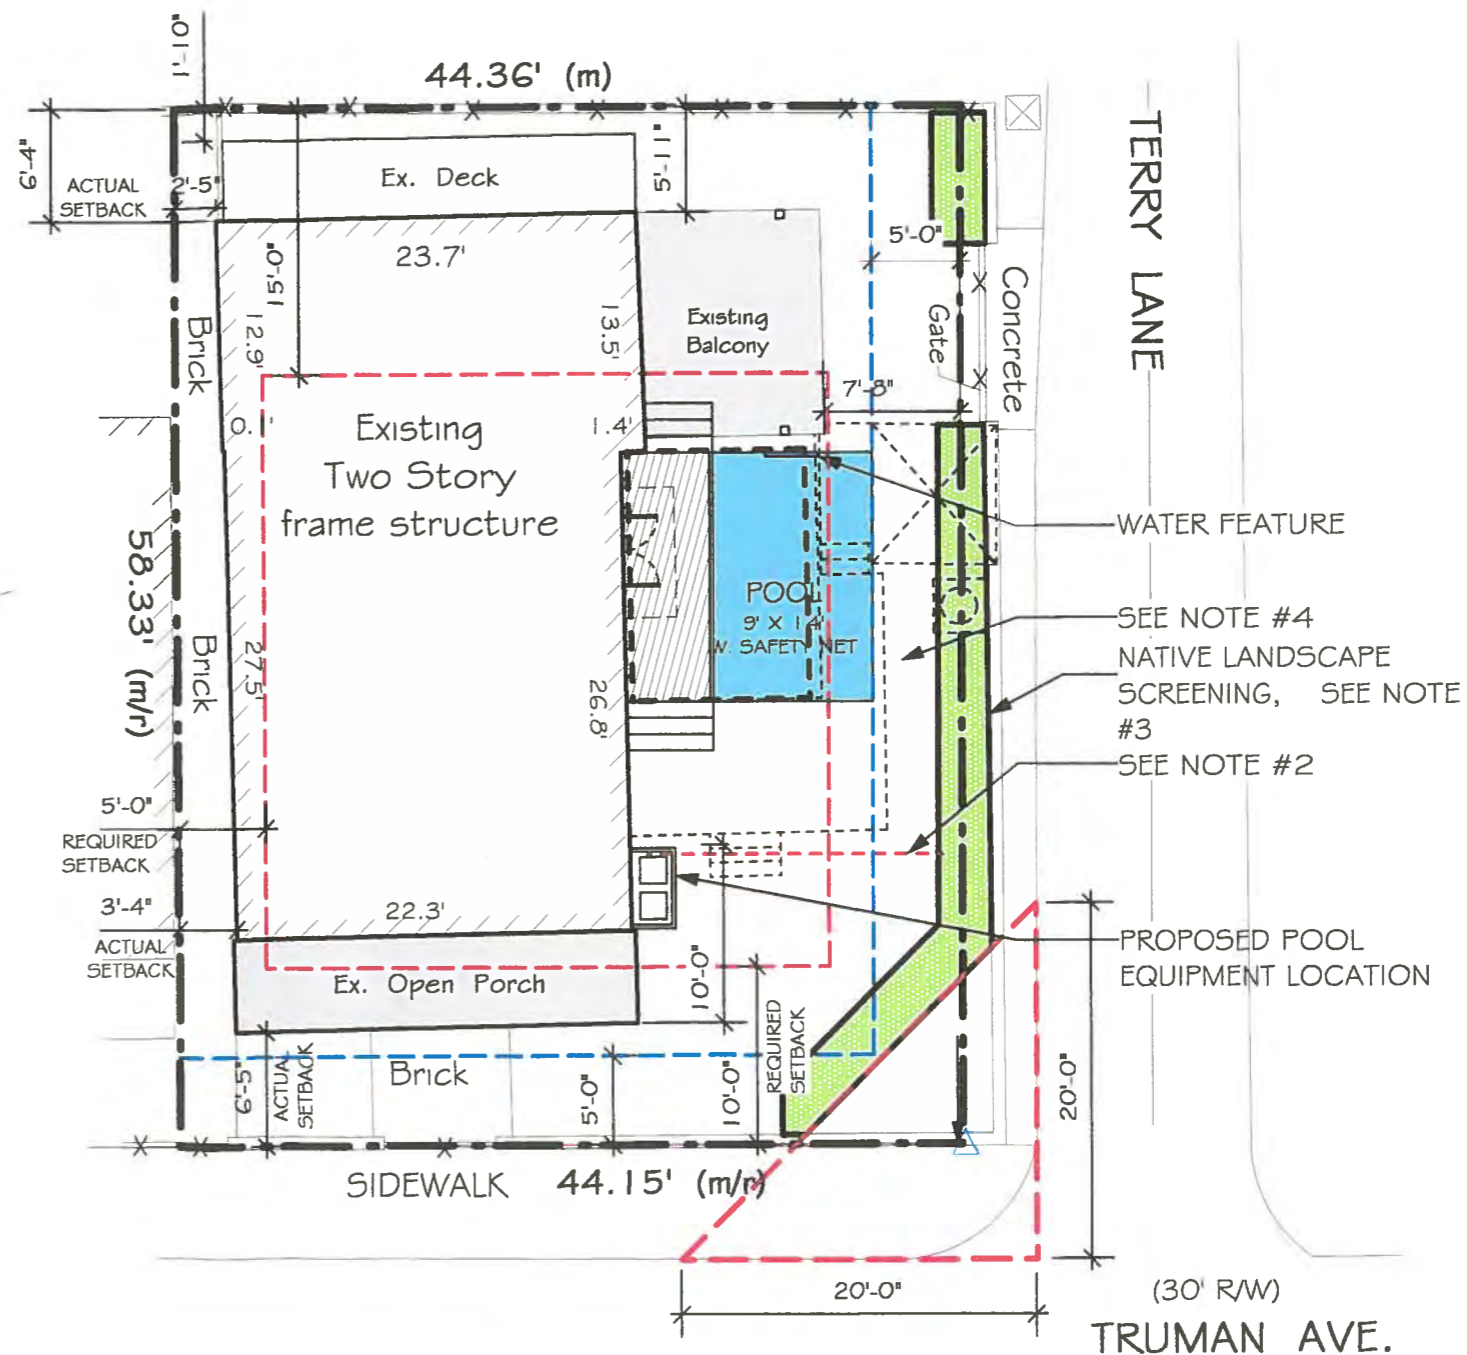 1'-10"
44.36' (m)
6'-4"
ACTUAL
SETBACK
2'-5"
Ex. Deck
5'-11"
TERRY LANE
23.7'
15'-0"
5'-0"
Brick
12.9'
13.5'
Existing
Balcony
Gate
Concrete
7'-8"
0.1'
1.4'
Existing
Two Story
frame structure
WATER FEATURE
58.33' (m/r)
POOL
9' X 14'
W. SAFETY NET
SEE NOTE #4
Brick
27.5'
26.8'
NATIVE LANDSCAPE
SCREENING, SEE NOTE
#3
SEE NOTE #2
5'-0"
REQUIRED
SETBACK
3'-4"
ACTUAL
SETBACK
22.3'
Ex. Open Porch
10'-0"
PROPOSED POOL
EQUIPMENT LOCATION
REQUIRED
SETBACK
6'-5"
ACTUAL
SETBACK
Brick
5'-0"
10'-0"
20'-0"
SIDEWALK 44.15' (m/r)
20'-0"
(30' R/W)
TRUMAN AVE.